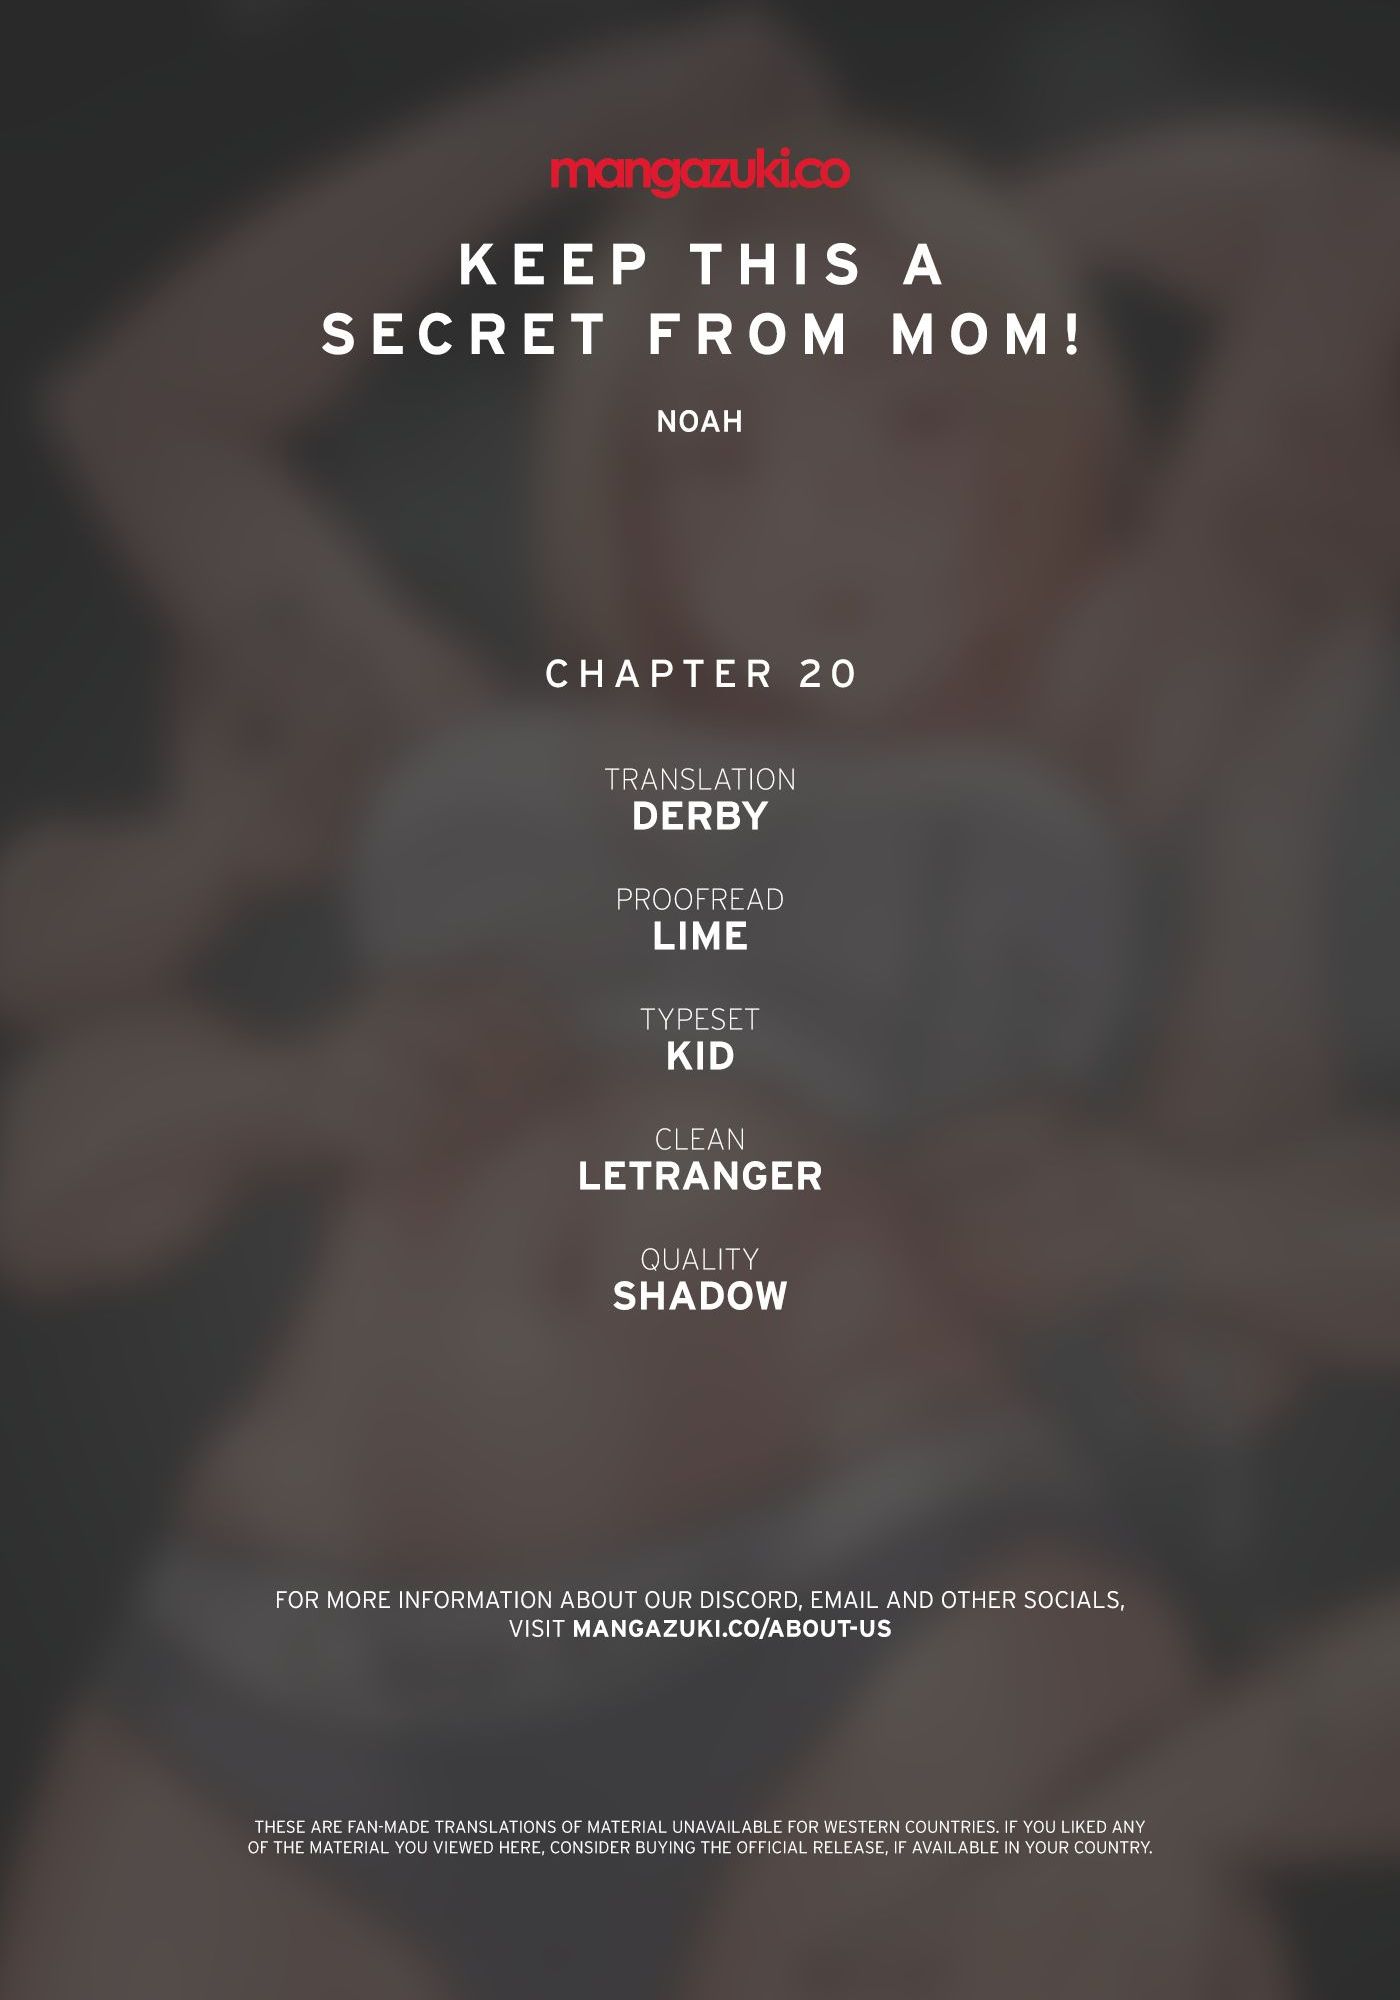 mangazuki.co
KEEP THIS A
SECRET FROM MOM!
NOAH
CHAPTER 20
TRANSLATION
DERBY
PROOFREAD
LIME
TYPESET
KID
CLEAN
LETRANGER
QUALITY
SHADOW
FOR MORE INFORMATION ABOUT OUR DISCORD, EMAIL AND OTHER SOCIALS,
VISIT MANGAZUKI.CO/ABOUT-US
THESE ARE FAN-MADE TRANSLATIONS OF MATERIAL UNAVAILABLE FOR WESTERN COUNTRIES. IF YOU LIKED ANY
OF THE MATERIAL YOU VIEWED HERE, CONSIDER BUYING THE OFFICIAL RELEASE, IF AVAILABLE IN YOUR COUNTRY.